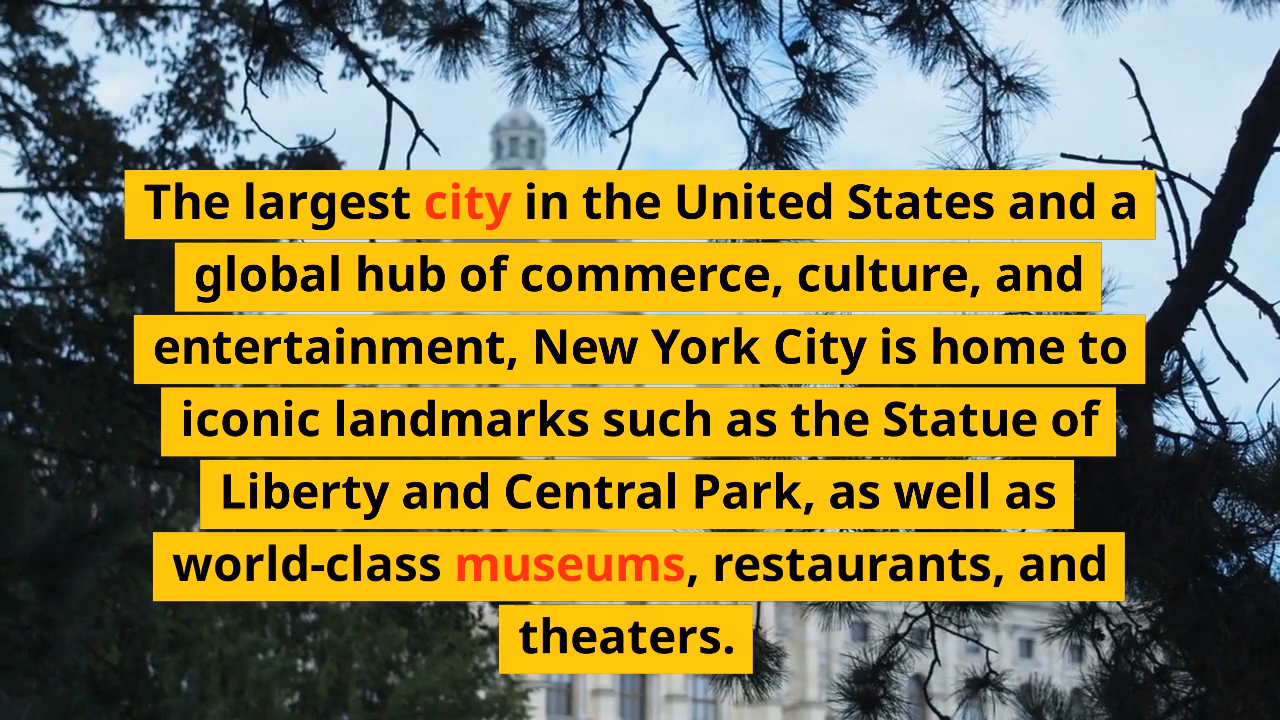 The largest city in the United States and a
global hub of commerce, culture, and
entertainment, New York City is home to
iconic landmarks such as the Statue of
Liberty and Central Park, as well as
world-class museums, restaurants, and
theaters.